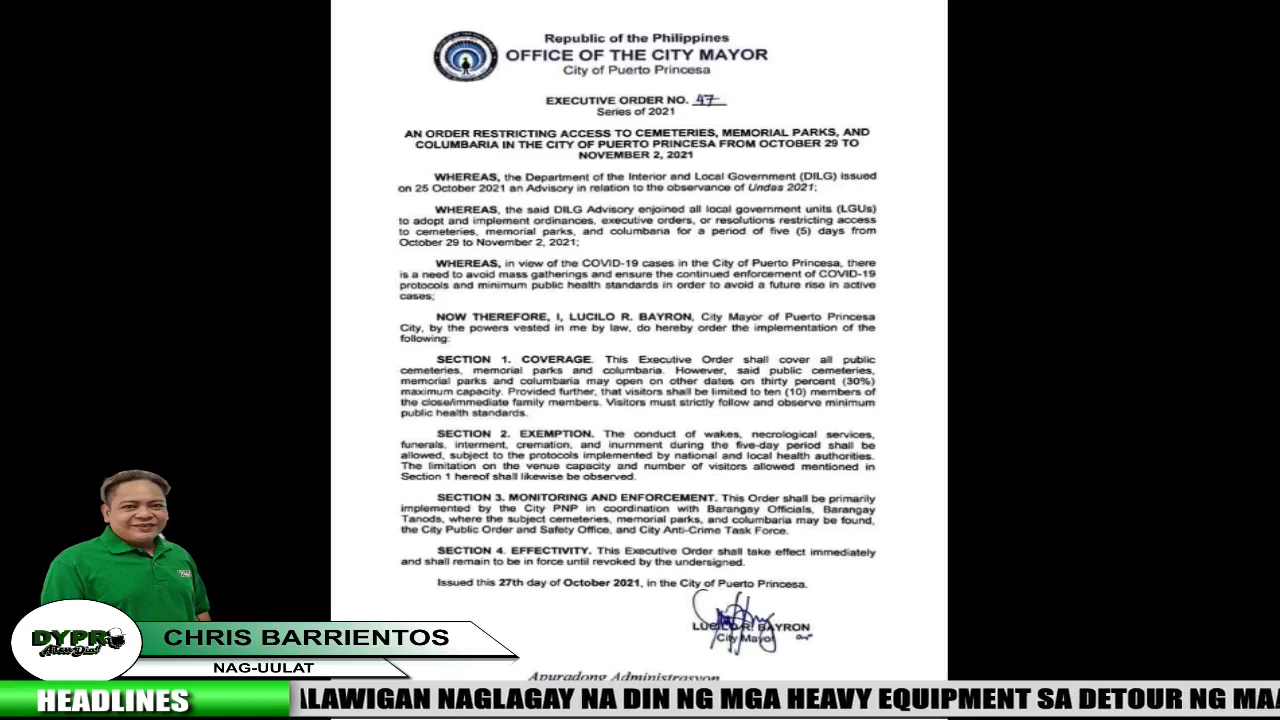 Republic of the Philippines
OFFICE OF THE CITY MAYOR
City of Puerto Princesa
EXECUTIVE ORDER NO. 47
Series of 2021
AN ORDER RESTRICTING ACCESS TO CEMETERIES, MEMORIAL PARKS, AND
COLUMBARIA IN THE CITY OF PUERTO PRINCESA FROM OCTOBER 29 TO
NOVEMBER 2, 2021
WHEREAS, the Department of the Interior and Local Government (DILG) issued
on 25 October 2021 an Advisory in relation to the observance of Undas 2021;
WHEREAS, the said DILG Advisory enjoined all local government units (LGUs)
to adopt and implement ordinances, executive orders, or resolutions restricting access
to cemeteries, memorial parks, and columbaria for a period of five (5) days from
October 29 to November 2, 2021;
WHEREAS, in view of the COVID-19 cases in the City of Puerto Princesa, there
is a need to avoid mass gatherings and ensure the continued enforcement of COVID-19
protocols and minimum public health standards in order to avoid a future rise in active
cases;
NOW THEREFORE, I, LUCILO R. BAYRON, City Mayor of Puerto Princesa
City, by the powers vested in me by law, do hereby order the implementation of the
following:
SECTION 1. COVERAGE. This Executive Order shall cover all public
cemeteries, memorial parks and columbaria. However, said public cemeteries,
memorial parks and columbaria may open on other dates on thirty percent (30%)
maximum capacity. Provided further, that visitors shall be limited to ten (10) members of
the close/immediate family members. Visitors must strictly follow and observe minimum
public health standards.
SECTION 2. EXEMPTION. The conduct of wakes, necrological services,
funerals, interment, cremation, and inurnment during the five-day period shall be
allowed, subject to the protocols implemented by national and local health authorities.
The limitation on the venue capacity and number of visitors allowed mentioned in
Section 1 hereof shall likewise be observed.
SECTION 3. MONITORING AND ENFORCEMENT. This Order shall be primarily
implemented by the City PNP in coordination with Barangay Officials, Barangay
Tanods, where the subject cemeteries, memorial parks, and columbaria may be found,
the City Public Order and Safety Office, and City Anti-Crime Task Force.
SECTION 4. EFFECTIVITY. This Executive Order shall take effect immediately
and shall remain to be in force until revoked by the undersigned.
Issued this 27th day of October 2021, in the City of Puerto Princesa.
LUCILO R. BAYRON
City Mayor
Apuradong Administrasyon
DYPR
CHRIS BARRIENTOS
NAG-UULAT
HEADLINES
ALAWIGAN NAGLAGAY NA DIN NG MGA HEAVY EQUIPMENT SA DETOUR NG MA